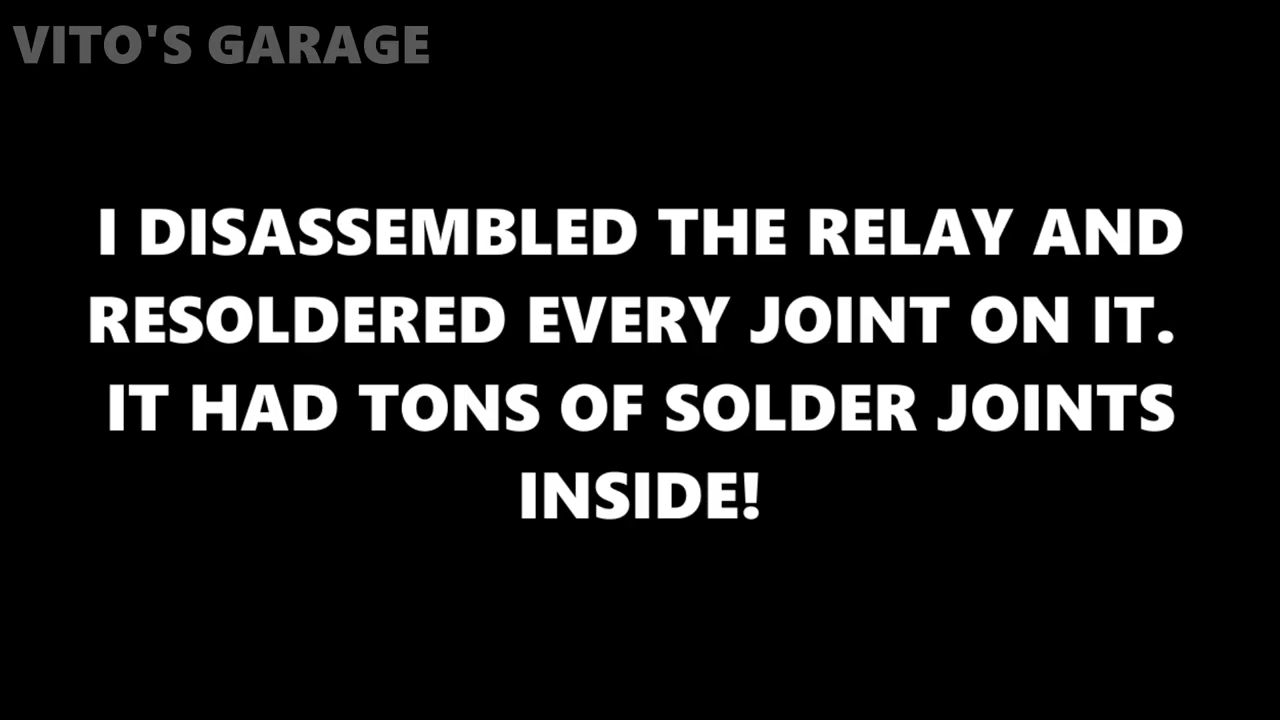 VITO'S GARAGE
I DISASSEMBLED THE RELAY AND
RESOLDERED EVERY JOINT ON IT.
IT HAD TONS OF SOLDER JOINTS
INSIDE!